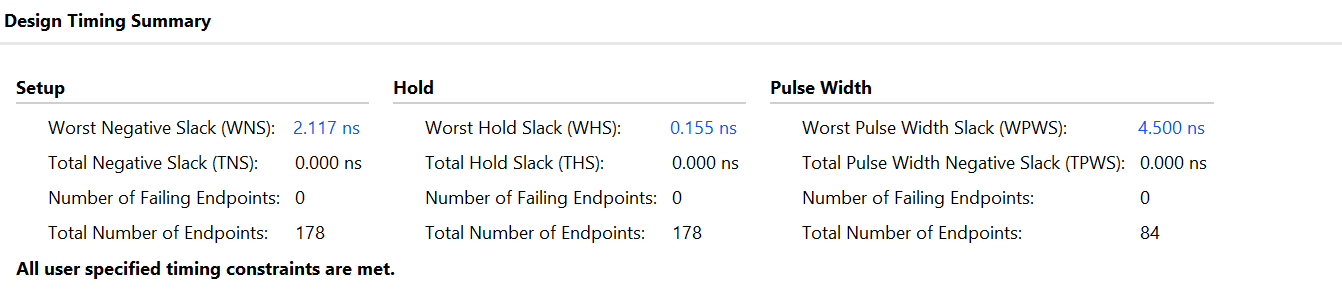 Design Timing Summary
Setup Hold Pulse Width
Worst Negative Slack (WNS): 2.117 ns Worst Hold Slack (WHS): 0.155 ns Worst Pulse Width Slack (WPWS): 4.500 ns
Total Negative Slack (TNS): 0.000 ns Total Hold Slack (THS): 0.000 ns Total Pulse Width Negative Slack (TPWS): 0.000 ns
Number of Failing Endpoints: 0 Number of Failing Endpoints: 0 Number of Failing Endpoints: 0
Total Number of Endpoints: 178 Total Number of Endpoints: 178 Total Number of Endpoints: 84
All user specified timing constraints are met.